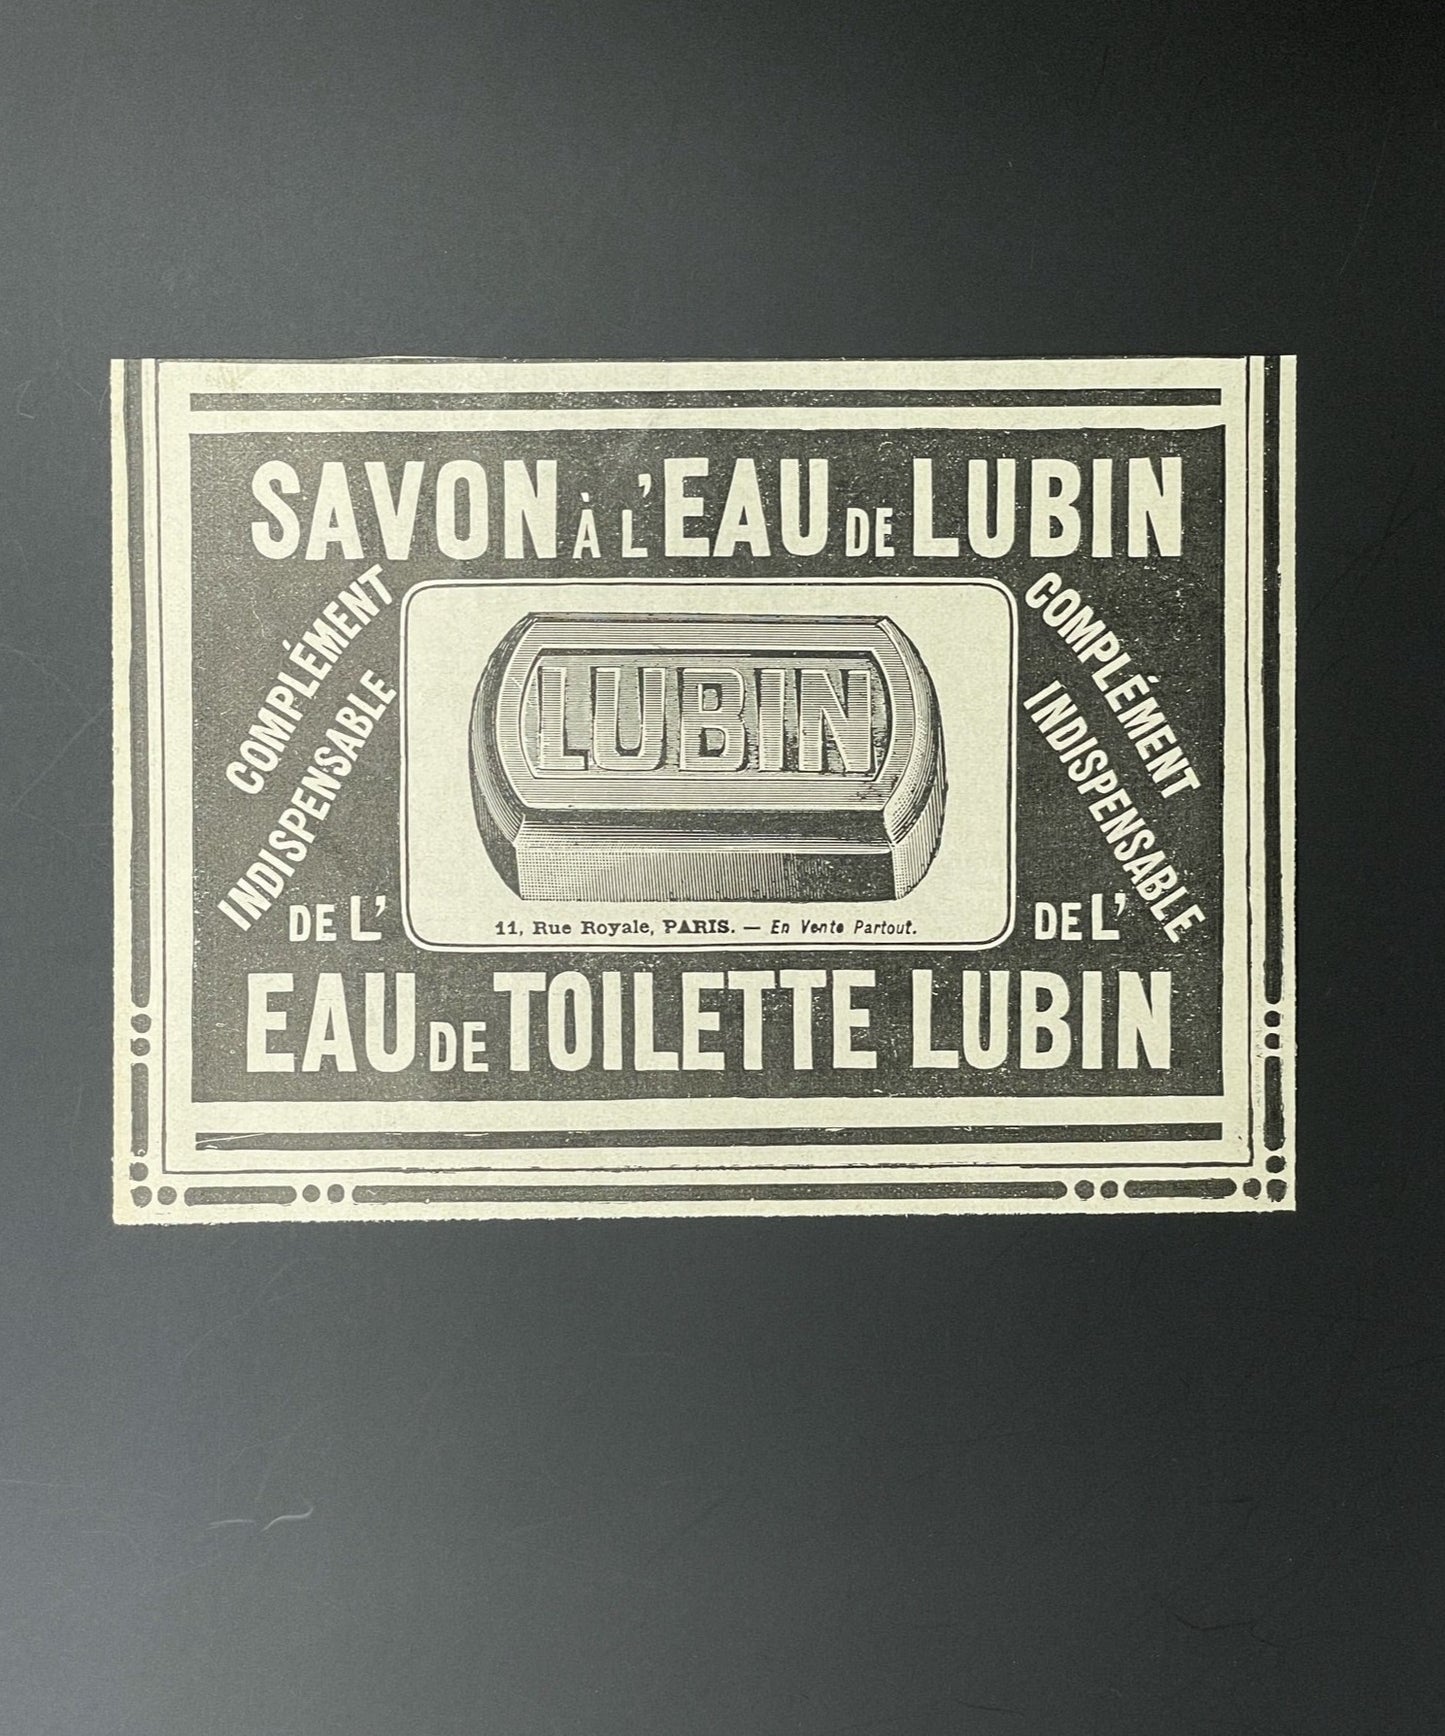 SAVON À L'EAU DE LUBIN
COMPLÉMENT
INDISPENSABLE
DE L'
COMPLÉMENT
INDISPENSABLE
DE L'
LUBIN
11, Rue Royale, PARIS. — En Vente Partout.
EAU DE TOILETTE LUBIN